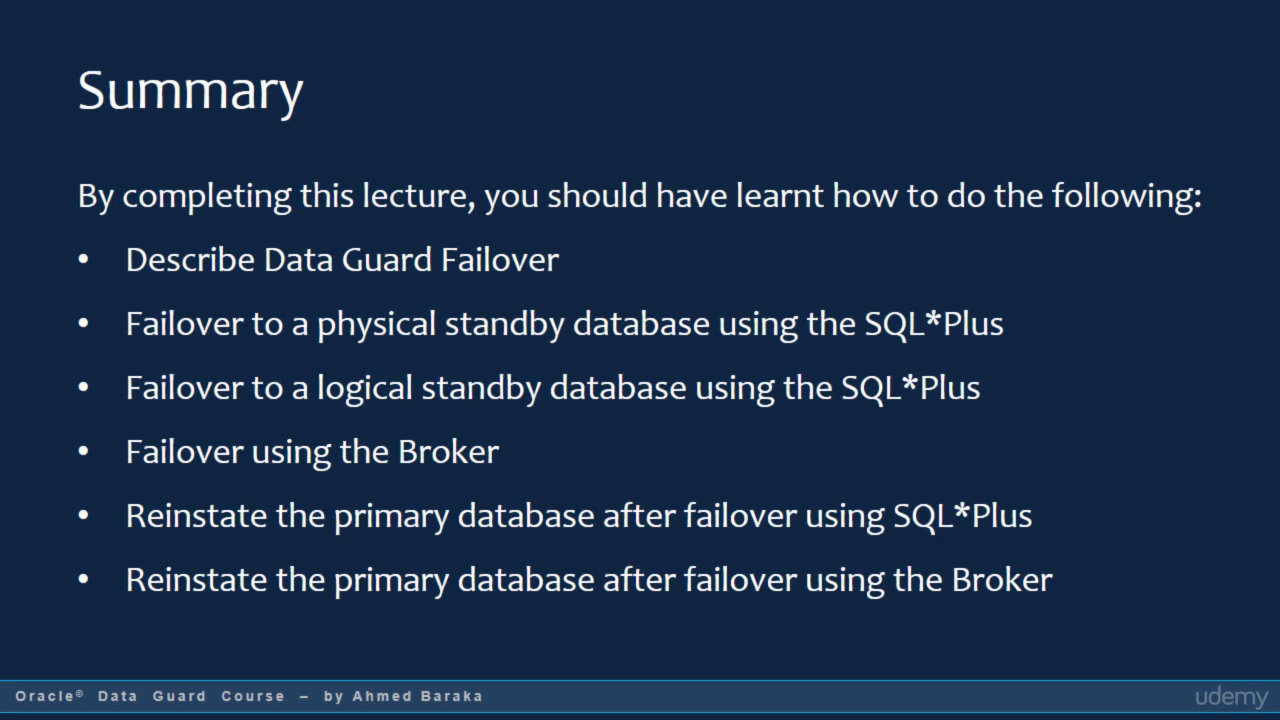 Summary
By completing this lecture, you should have learnt how to do the following:
• Describe Data Guard Failover
• Failover to a physical standby database using the SQL*Plus
• Failover to a logical standby database using the SQL*Plus
• Failover using the Broker
• Reinstate the primary database after failover using SQL*Plus
• Reinstate the primary database after failover using the Broker
Oracle© Data Guard Course – by Ahmed Baraka
udemy